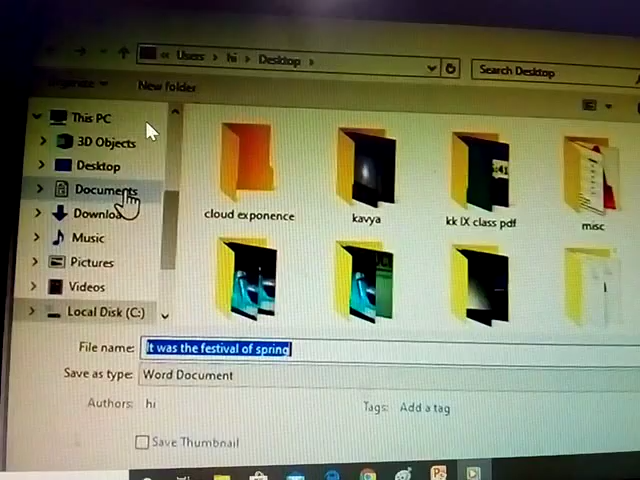 « Users › hi › Desktop ›
Search Desktop
Organize
New folder
This PC
3D Objects
Desktop
Documents
Music
Pictures
Videos
Local Disk (C:)
cloud exponence
kavya
kk IX class pdf
misc
File name: It was the festival of spring
Save as type: Word Document
Authors: hi
Tags: Add a tag
Save Thumbnail